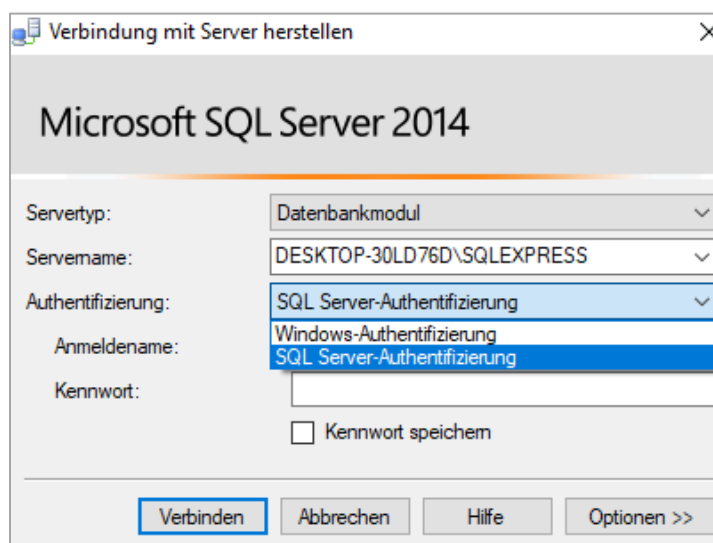 Verbindung mit Server herstellen
Microsoft SQL Server 2014
Servertyp: Datenbankmodul
Servername: DESKTOP-30LD76D\SQLEXPRESS
Authentifizierung: SQL Server-Authentifizierung
Windows-Authentifizierung
Anmeldename: SQL Server-Authentifizierung
Kennwort:
Kennwort speichern
Verbinden Abbrechen Hilfe Optionen >>